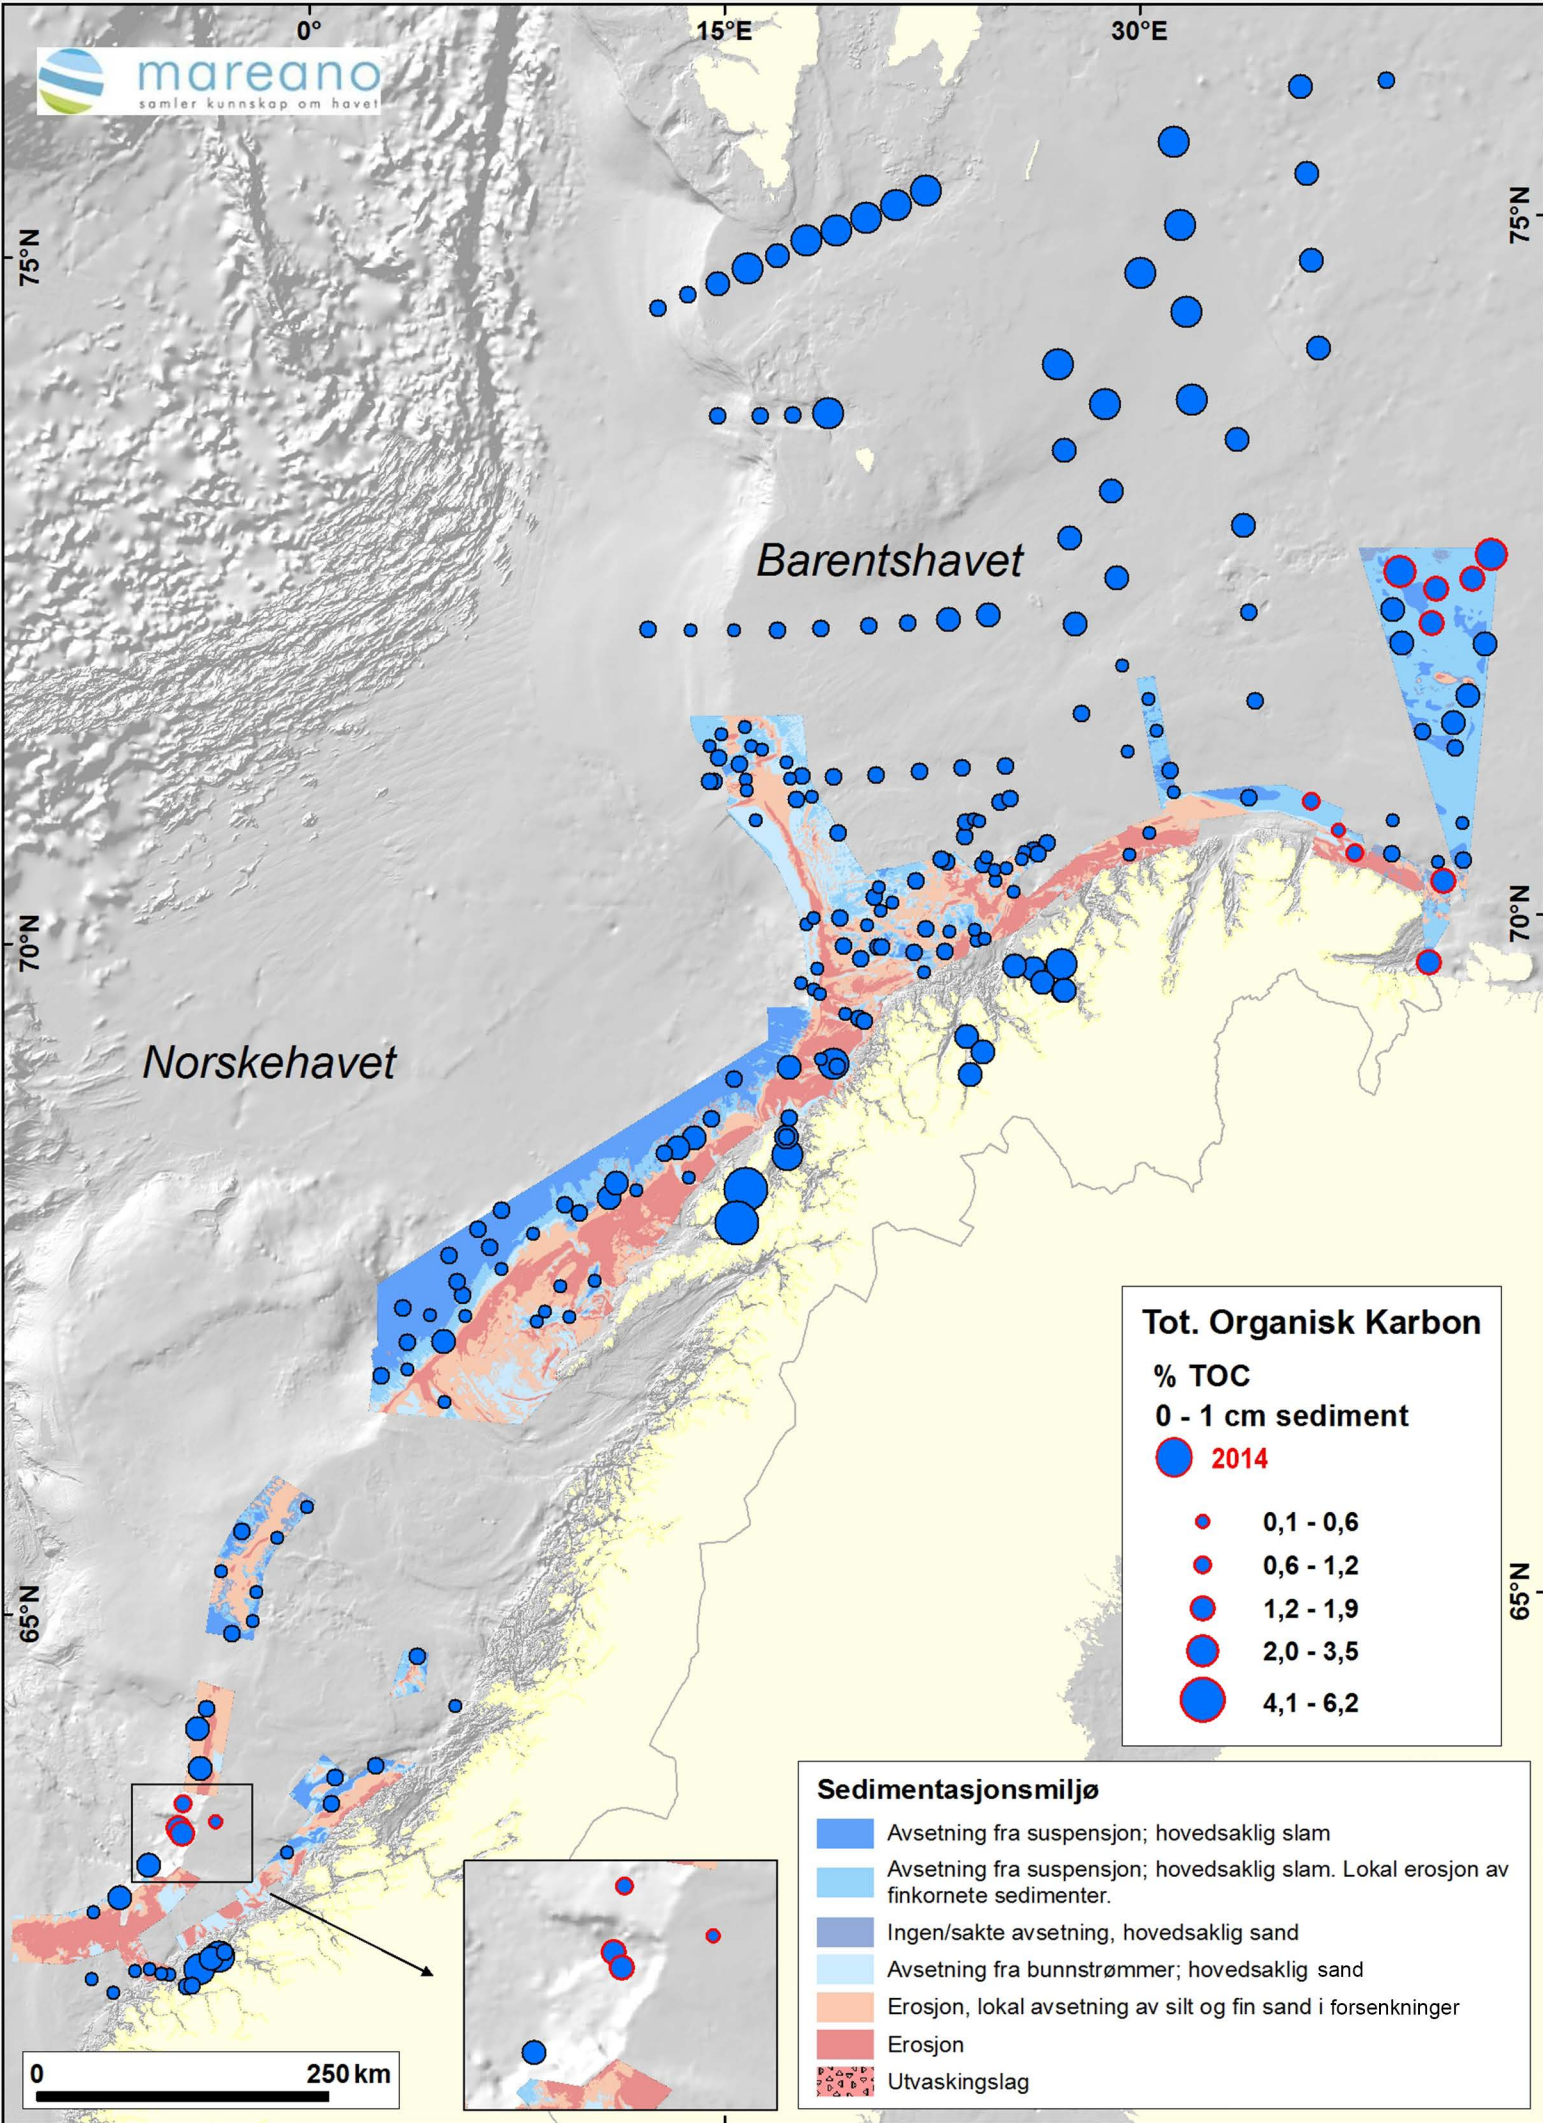 0°
15°E
30°E
mareano
samler kunnskap om havet
75°N
75°N
Barentshavet
70°N
70°N
Norskehavet
65°N
65°N
Tot. Organisk Karbon
% TOC
0 - 1 cm sediment
2014
0,1 - 0,6
0,6 - 1,2
1,2 - 1,9
2,0 - 3,5
4,1 - 6,2
Sedimentasjonsmiljø
Avsetning fra suspensjon; hovedsaklig slam
Avsetning fra suspensjon; hovedsaklig slam. Lokal erosjon av
finkornete sedimenter.
Ingen/sakte avsetning, hovedsaklig sand
Avsetning fra bunnstrømmer; hovedsaklig sand
Erosjon, lokal avsetning av silt og fin sand i forsenkninger
Erosjon
Utvaskingslag
0 250 km